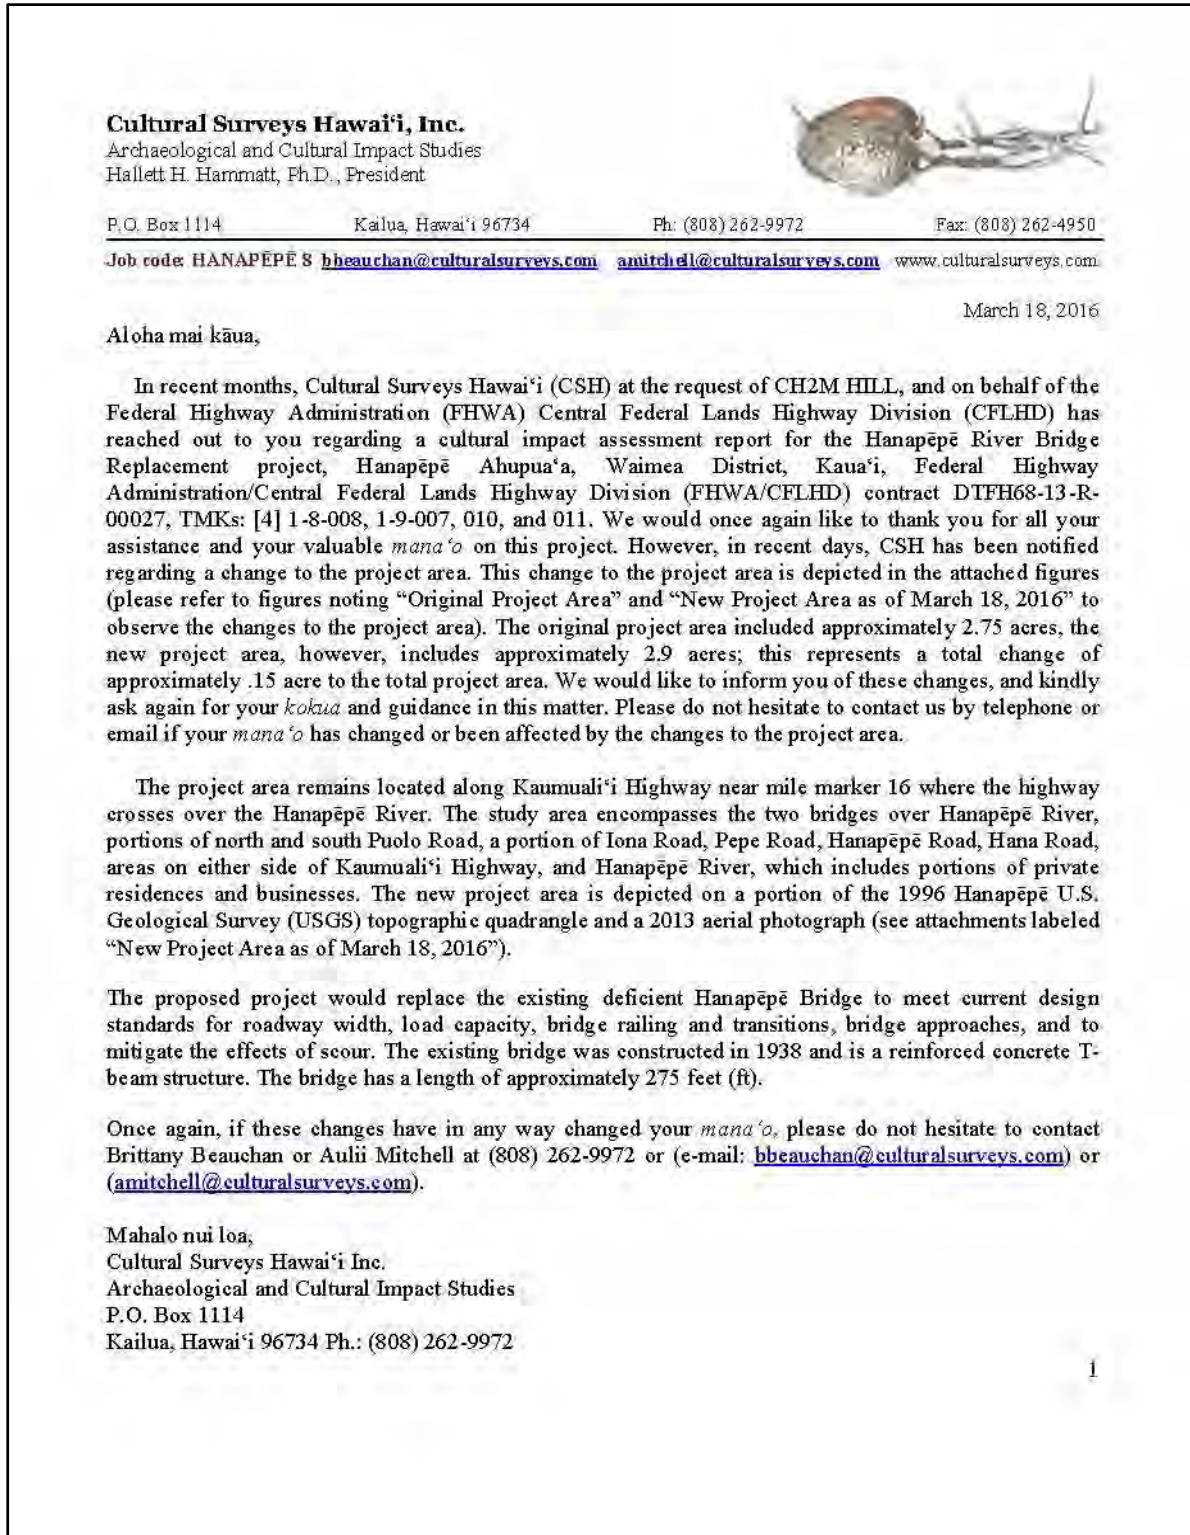 Cultural Surveys Hawai‘i, Inc.
Archaeological and Cultural Impact Studies
Hallett H. Hammatt, Ph.D., President
P.O. Box 1114 Kailua, Hawai‘i 96734 Ph: (808) 262-9972 Fax: (808) 262-4950
Job code: HANAPĒPĒ 8 bbeauchan@culturalsurveys.com amitchell@culturalsurveys.com www.culturalsurveys.com
March 18, 2016
Aloha mai kāua,
In recent months, Cultural Surveys Hawai‘i (CSH) at the request of CH2M HILL, and on behalf of the
Federal Highway Administration (FHWA) Central Federal Lands Highway Division (CFLHD) has
reached out to you regarding a cultural impact assessment report for the Hanapēpē River Bridge
Replacement project, Hanapēpē Ahupua‘a, Waimea District, Kaua‘i, Federal Highway
Administration/Central Federal Lands Highway Division (FHWA/CFLHD) contract DTFH68-13-R-
00027, TMKs: [4] 1-8-008, 1-9-007, 010, and 011. We would once again like to thank you for all your
assistance and your valuable mana‘o on this project. However, in recent days, CSH has been notified
regarding a change to the project area. This change to the project area is depicted in the attached figures
(please refer to figures noting “Original Project Area” and “New Project Area as of March 18, 2016” to
observe the changes to the project area). The original project area included approximately 2.75 acres, the
new project area, however, includes approximately 2.9 acres; this represents a total change of
approximately .15 acre to the total project area. We would like to inform you of these changes, and kindly
ask again for your kokua and guidance in this matter. Please do not hesitate to contact us by telephone or
email if your mana‘o has changed or been affected by the changes to the project area.
The project area remains located along Kaumuali‘i Highway near mile marker 16 where the highway
crosses over the Hanapēpē River. The study area encompasses the two bridges over Hanapēpē River,
portions of north and south Puolo Road, a portion of Iona Road, Pepe Road, Hanapēpē Road, Hana Road,
areas on either side of Kaumuali‘i Highway, and Hanapēpē River, which includes portions of private
residences and businesses. The new project area is depicted on a portion of the 1996 Hanapēpē U.S.
Geological Survey (USGS) topographic quadrangle and a 2013 aerial photograph (see attachments labeled
“New Project Area as of March 18, 2016”).
The proposed project would replace the existing deficient Hanapēpē Bridge to meet current design
standards for roadway width, load capacity, bridge railing and transitions, bridge approaches, and to
mitigate the effects of scour. The existing bridge was constructed in 1938 and is a reinforced concrete T-
beam structure. The bridge has a length of approximately 275 feet (ft).
Once again, if these changes have in any way changed your mana‘o, please do not hesitate to contact
Brittany Beauchan or Aulii Mitchell at (808) 262-9972 or (e-mail: bbeauchan@culturalsurveys.com) or
(amitchell@culturalsurveys.com).
Mahalo nui loa,
Cultural Surveys Hawai‘i Inc.
Archaeological and Cultural Impact Studies
P.O. Box 1114
Kailua, Hawai‘i 96734 Ph.: (808) 262-9972
1